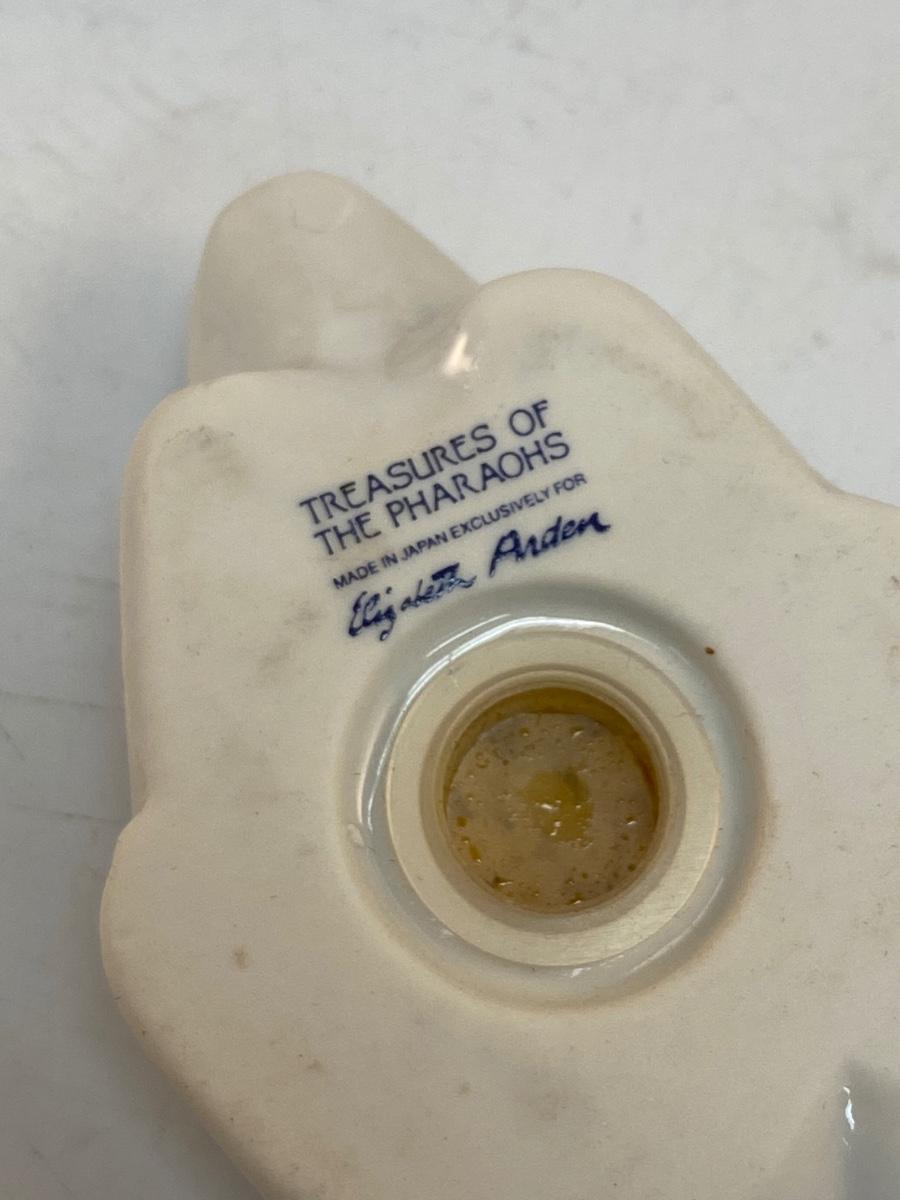 TREASURES OF
THE PHARAOHS
MADE IN JAPAN EXCLUSIVELY FOR
Elizabeth Arden